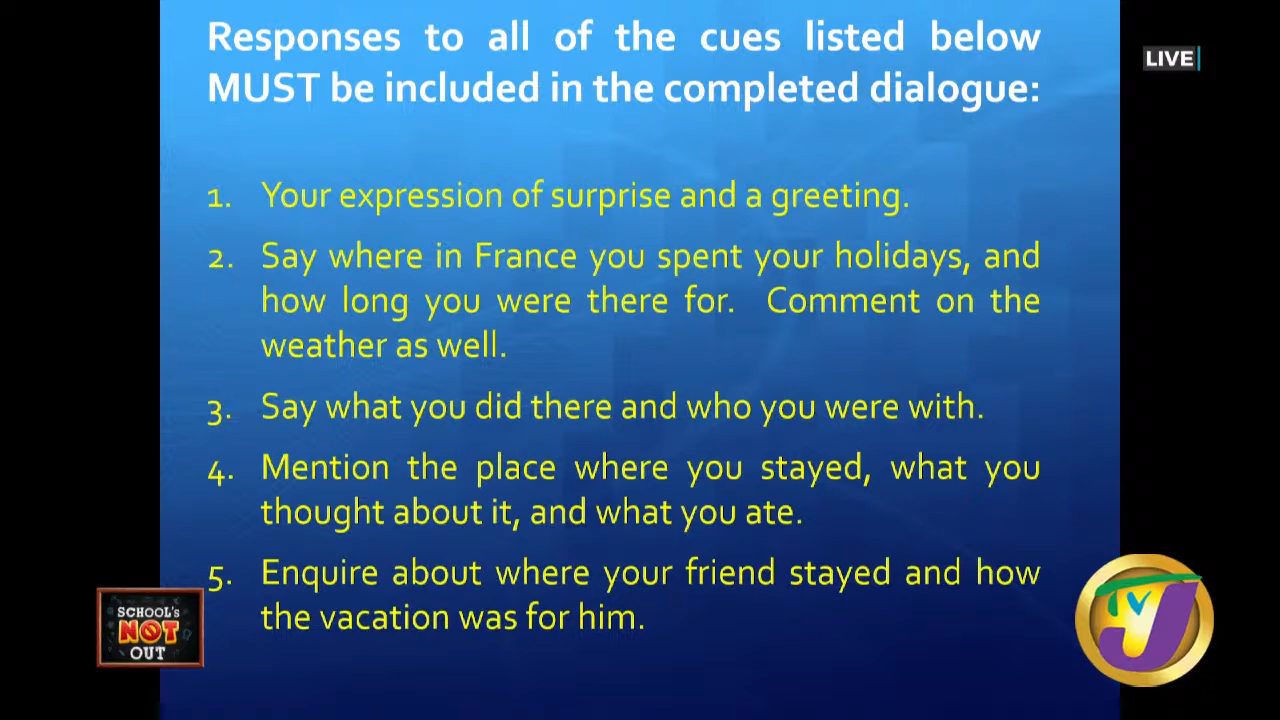 Responses to all of the cues listed below
MUST be included in the completed dialogue:
LIVE
1. Your expression of surprise and a greeting.
2. Say where in France you spent your holidays, and
how long you were there for. Comment on the
weather as well.
3. Say what you did there and who you were with.
4. Mention the place where you stayed, what you
thought about it, and what you ate.
5. Enquire about where your friend stayed and how
the vacation was for him.
SCHOOL's
NOT
OUT
TVJ